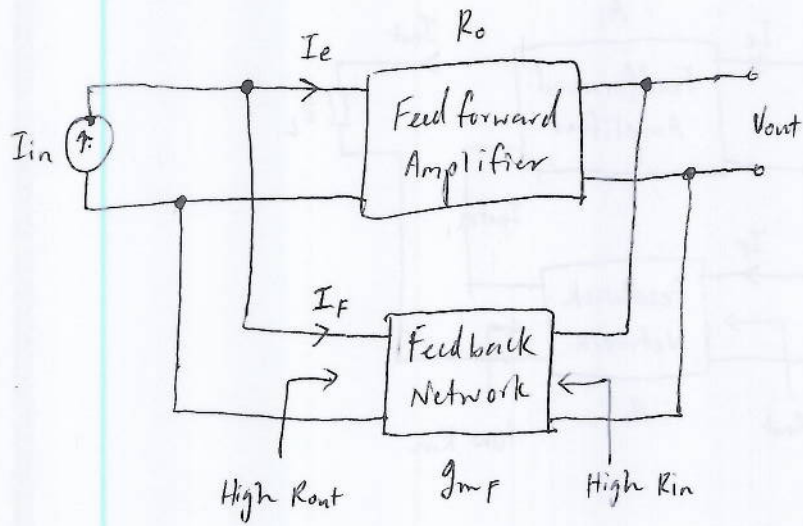 Ie
Ro
Iin
Feed forward
Amplifier
Vout
IF
Feedback
Network
High Rout
gmF
High Rin